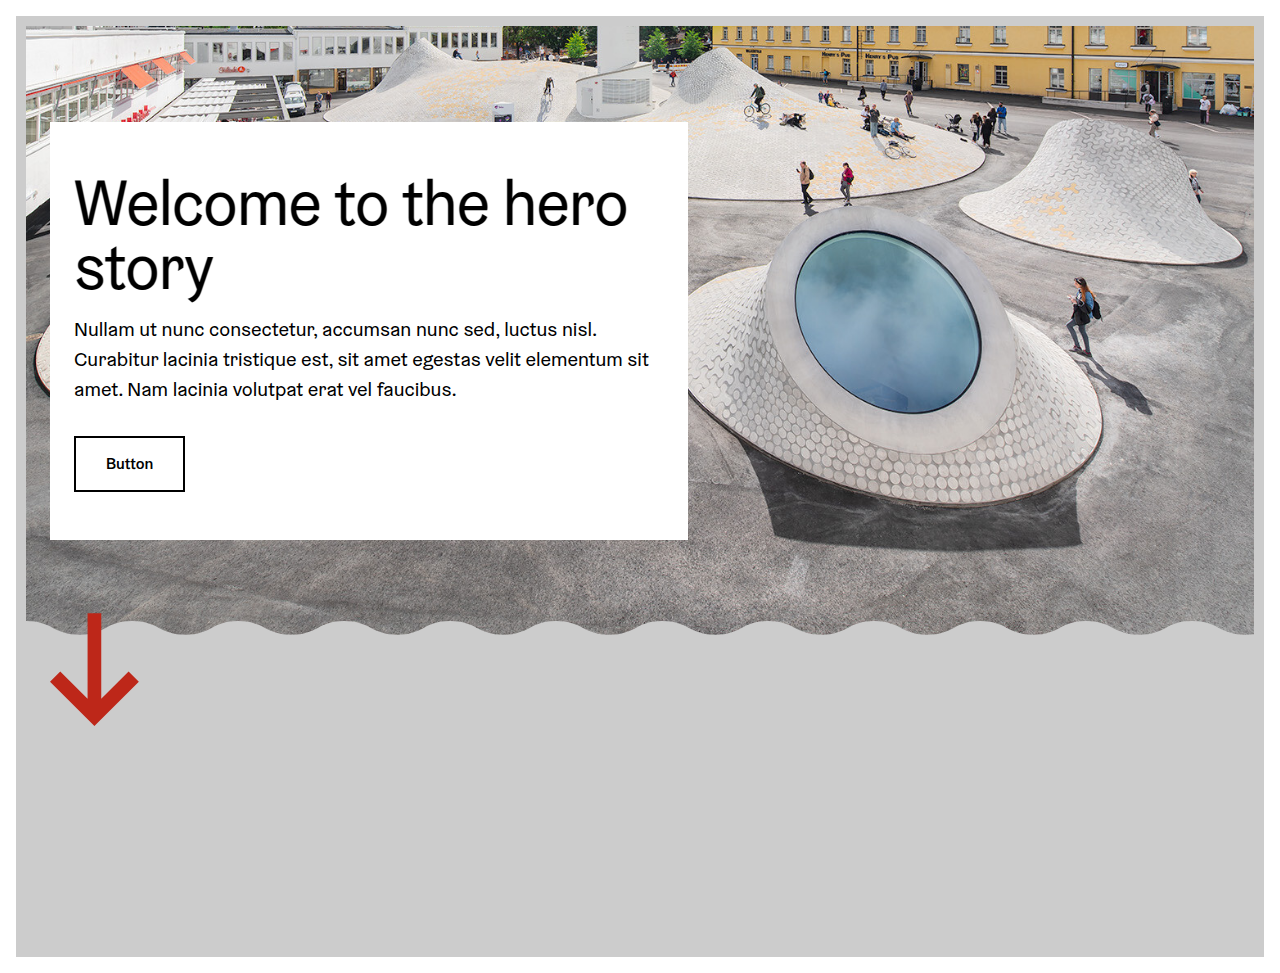 Welcome to the hero
story
Nullam ut nunc consectetur, accumsan nunc sed, luctus nisl.
Curabitur lacinia tristique est, sit amet egestas velit elementum sit
amet. Nam lacinia volutpat erat vel faucibus.
Button